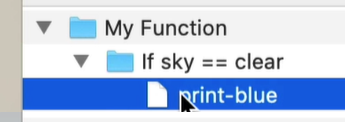 My Function
If sky == clear
print-blue